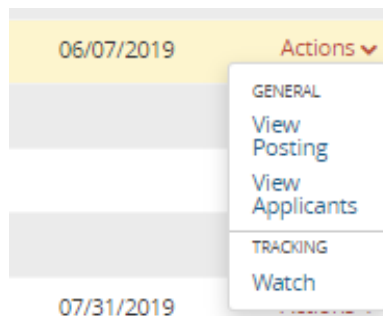 06/07/2019 Actions
GENERAL
View
Posting
View
Applicants
TRACKING
Watch
07/31/2019